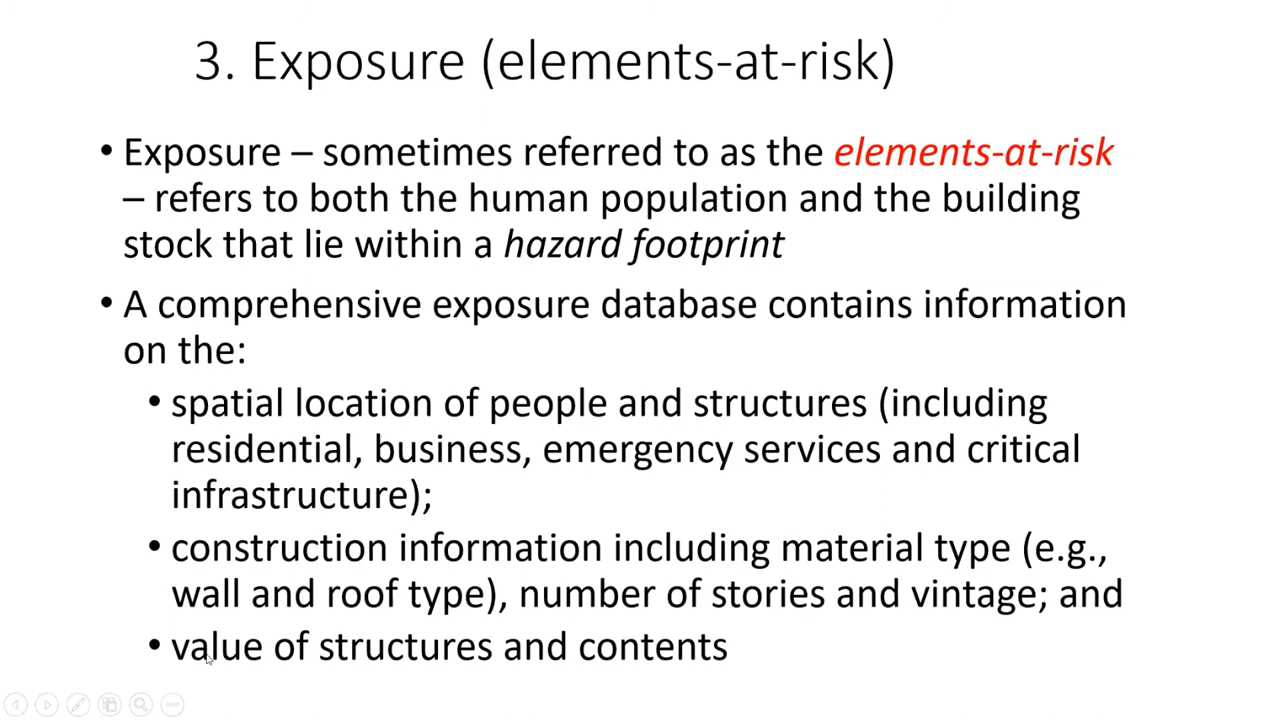 3. Exposure (elements-at-risk)
• Exposure – sometimes referred to as the elements-at-risk
– refers to both the human population and the building
stock that lie within a hazard footprint
• A comprehensive exposure database contains information
on the:
• spatial location of people and structures (including
residential, business, emergency services and critical
infrastructure);
• construction information including material type (e.g.,
wall and roof type), number of stories and vintage; and
• value of structures and contents